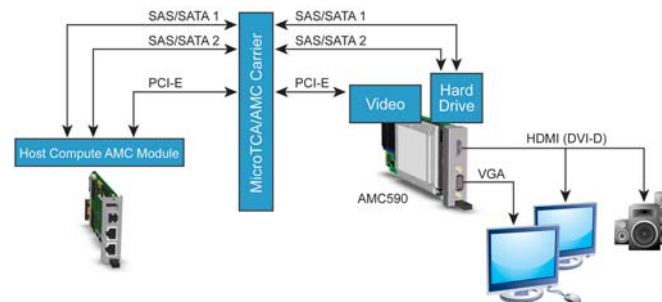 SAS/SATA 1
SAS/SATA 1
SAS/SATA 2
SAS/SATA 2
PCI-E
PCI-E
MicroTCA/AMC Carrier
Video
Hard
Drive
Host Compute AMC Module
HDMI (DVI-D)
VGA
AMC590